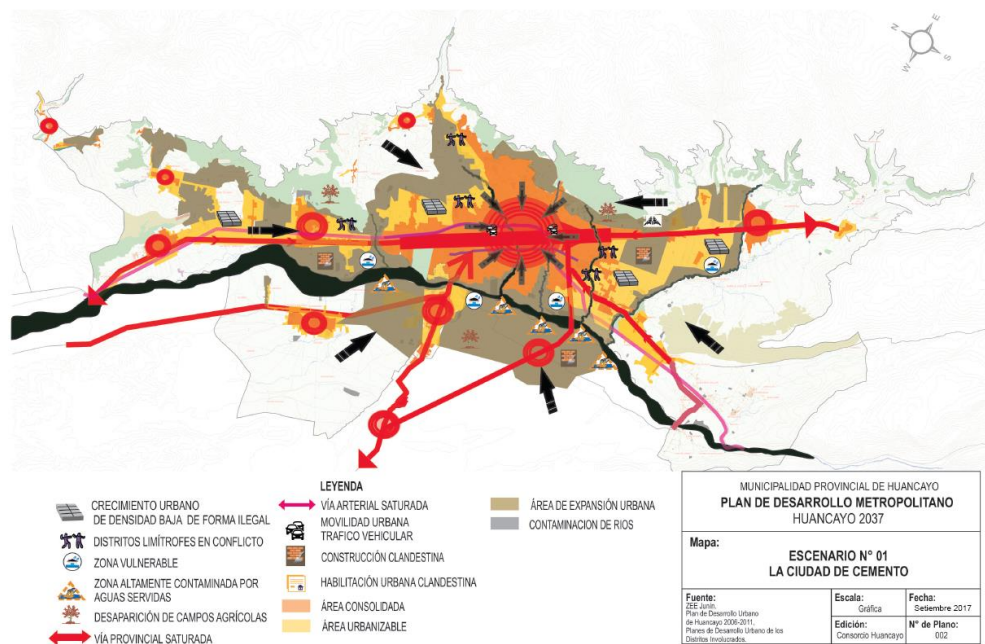 N
E
S
W
LEYENDA
CRECIMIENTO URBANO
DE DENSIDAD BAJA DE FORMA ILEGAL
DISTRITOS LIMÍTROFES EN CONFLICTO
ZONA VULNERABLE
ZONA ALTAMENTE CONTAMINADA POR
AGUAS SERVIDAS
DESAPARICIÓN DE CAMPOS AGRÍCOLAS
VÍA PROVINCIAL SATURADA
VÍA ARTERIAL SATURADA
MOVILIDAD URBANA
TRAFICO VEHICULAR
CONSTRUCCIÓN CLANDESTINA
HABILITACIÓN URBANA CLANDESTINA
ÁREA CONSOLIDADA
ÁREA URBANIZABLE
ÁREA DE EXPANSIÓN URBANA
CONTAMINACION DE RIOS
MUNICIPALIDAD PROVINCIAL DE HUANCAYO
PLAN DE DESARROLLO METROPOLITANO
HUANCAYO 2037
Mapa:
ESCENARIO N° 01
LA CIUDAD DE CEMENTO
Fuente:
ZEE Junín,
Plan de Desarrollo Urbano
de Huancayo 2006-2011,
Planes de Desarrollo Urbano de los
Distritos Involucrados.
Escala:
Gráfica
Fecha:
Setiembre 2017
Edición:
Consorcio Huancayo
N° de Plano:
002